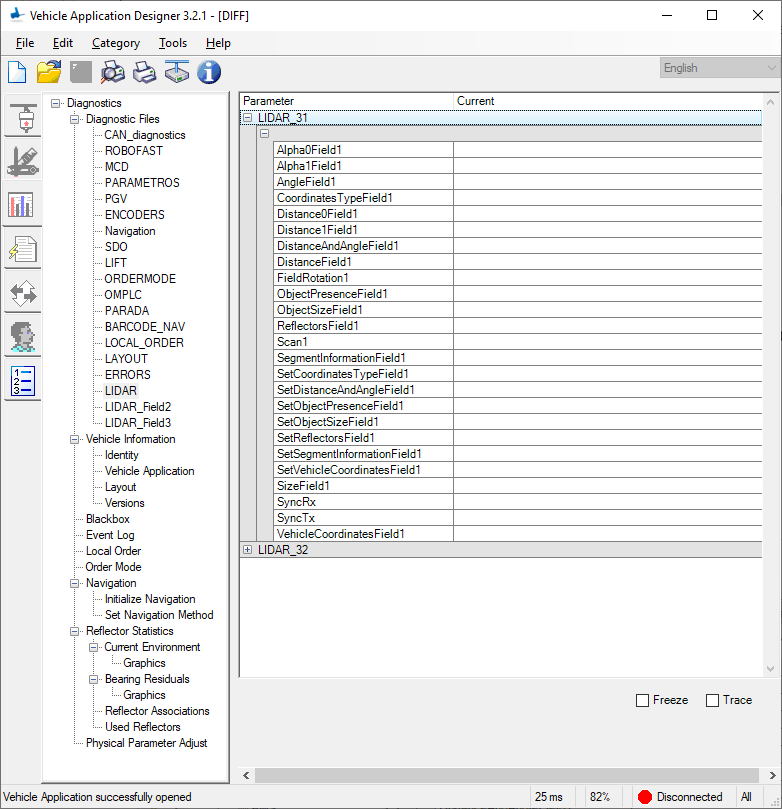 Vehicle Application Designer 3.2.1 - [DIFF]
File Edit Category Tools Help
English
Diagnostics
Diagnostic Files
CAN_diagnostics
ROBOFAST
MCD
PARAMETROS
PGV
ENCODERS
Navigation
SDO
LIFT
ORDERMODE
OMPLC
PARADA
BARCODE_NAV
LOCAL_ORDER
LAYOUT
ERRORS
LIDAR
LIDAR_Field2
LIDAR_Field3
Vehicle Information
Identity
Vehicle Application
Layout
Versions
Blackbox
Event Log
Local Order
Order Mode
Navigation
Initialize Navigation
Set Navigation Method
Reflector Statistics
Current Environment
Graphics
Bearing Residuals
Graphics
Reflector Associations
Used Reflectors
Physical Parameter Adjust
1
2
3
Parameter Current
LIDAR_31
Alpha0Field1
Alpha1Field1
AngleField1
CoordinatesTypeField1
Distance0Field1
Distance1Field1
DistanceAndAngleField1
DistanceField1
FieldRotation1
ObjectPresenceField1
ObjectSizeField1
ReflectorsField1
Scan1
SegmentInformationField1
SetCoordinatesTypeField1
SetDistanceAndAngleField1
SetObjectPresenceField1
SetObjectSizeField1
SetReflectorsField1
SetSegmentInformationField1
SetVehicleCoordinatesField1
SizeField1
SyncRx
SyncTx
VehicleCoordinatesField1
LIDAR_32
Freeze Trace
Vehicle Application successfully opened 25 ms 82% Disconnected All